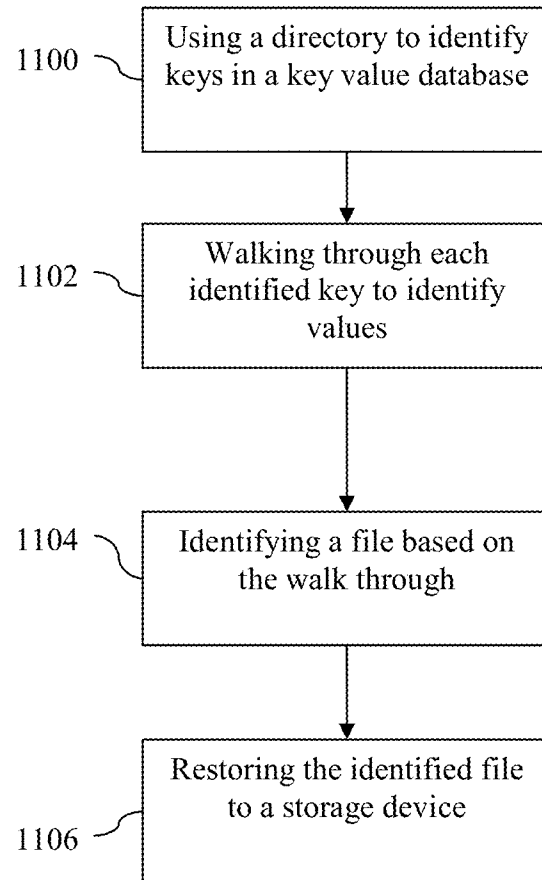 1100
Using a directory to identify
keys in a key value database
1102
Walking through each
identified key to identify
values
1104
Identifying a file based on
the walk through
1106
Restoring the identified file
to a storage device